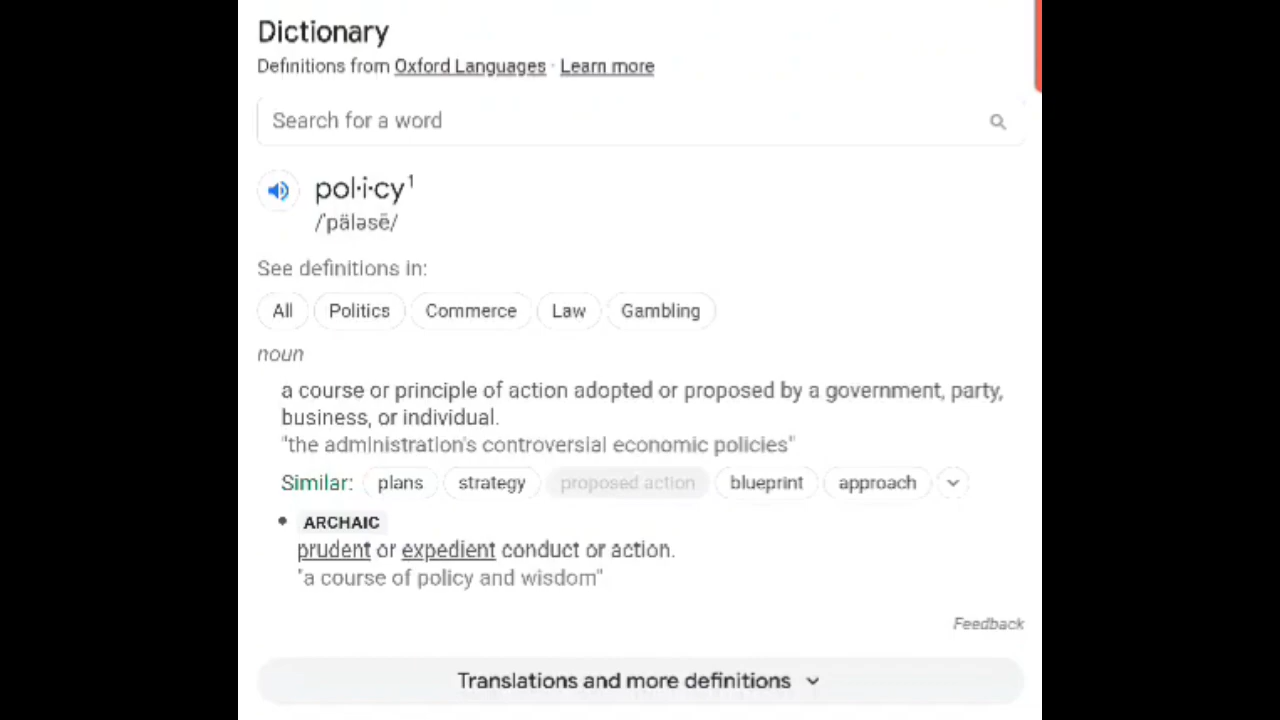 Dictionary
Definitions from Oxford Languages · Learn more
Search for a word
pol·i·cy¹
/ˈpäləsē/
See definitions in:
All Politics Commerce Law Gambling
noun
a course or principle of action adopted or proposed by a government, party,
business, or individual.
"the administration's controversial economic policies"
Similar: plans strategy proposed action blueprint approach
• ARCHAIC
prudent or expedient conduct or action.
"a course of policy and wisdom"
Feedback
Translations and more definitions